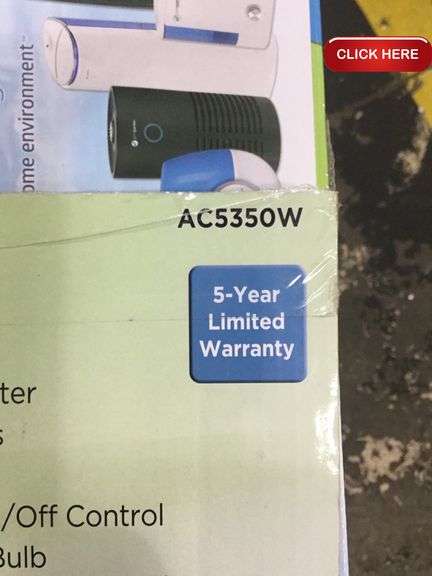 CLICK HERE
ome environment
AC5350W
5-Year
Limited
Warranty
ter
s
/Off Control
Bulb